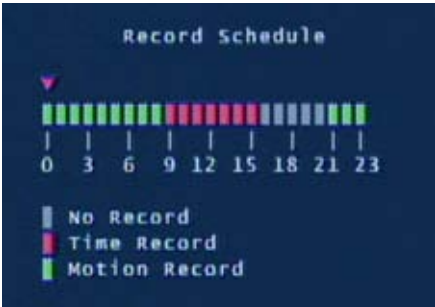 Record Schedule
0 3 6 9 12 15 18 21 23
No Record
Time Record
Motion Record